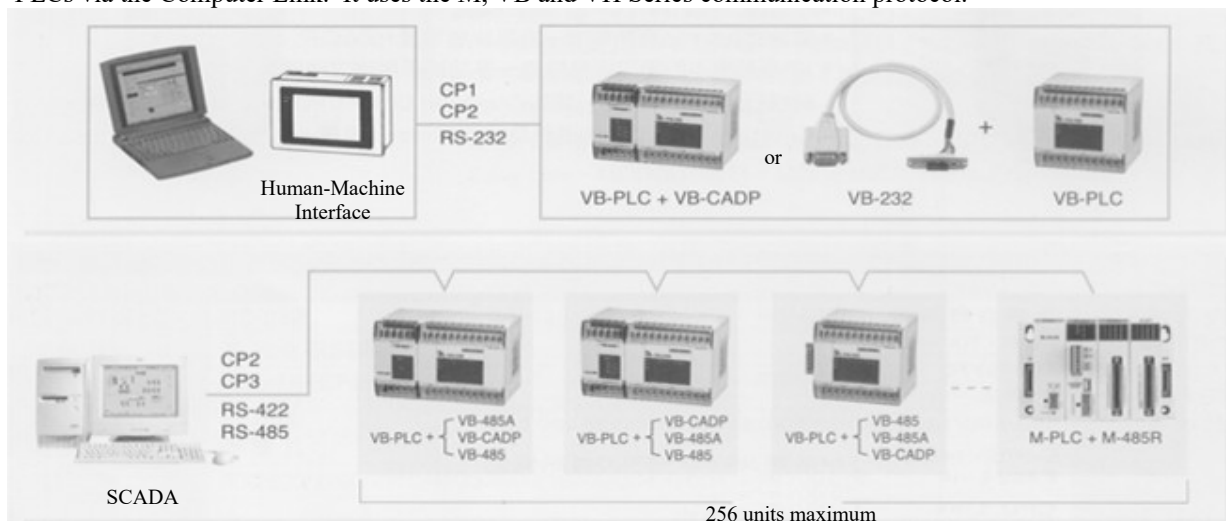 PLCs via the Computer Link. It uses the M, VB and VH Series communication protocol.
CP1
CP2
RS-232
Human-Machine
Interface
VB-PLC + VB-CADP
or
VB-232
+
VB-PLC
CP2
CP3
RS-422
RS-485
SCADA
VB-PLC +
VB-485A
VB-CADP
VB-485
VB-PLC +
VB-CADP
VB-485A
VB-485
VB-PLC +
VB-485
VB-485A
VB-CADP
M-PLC + M-485R
256 units maximum